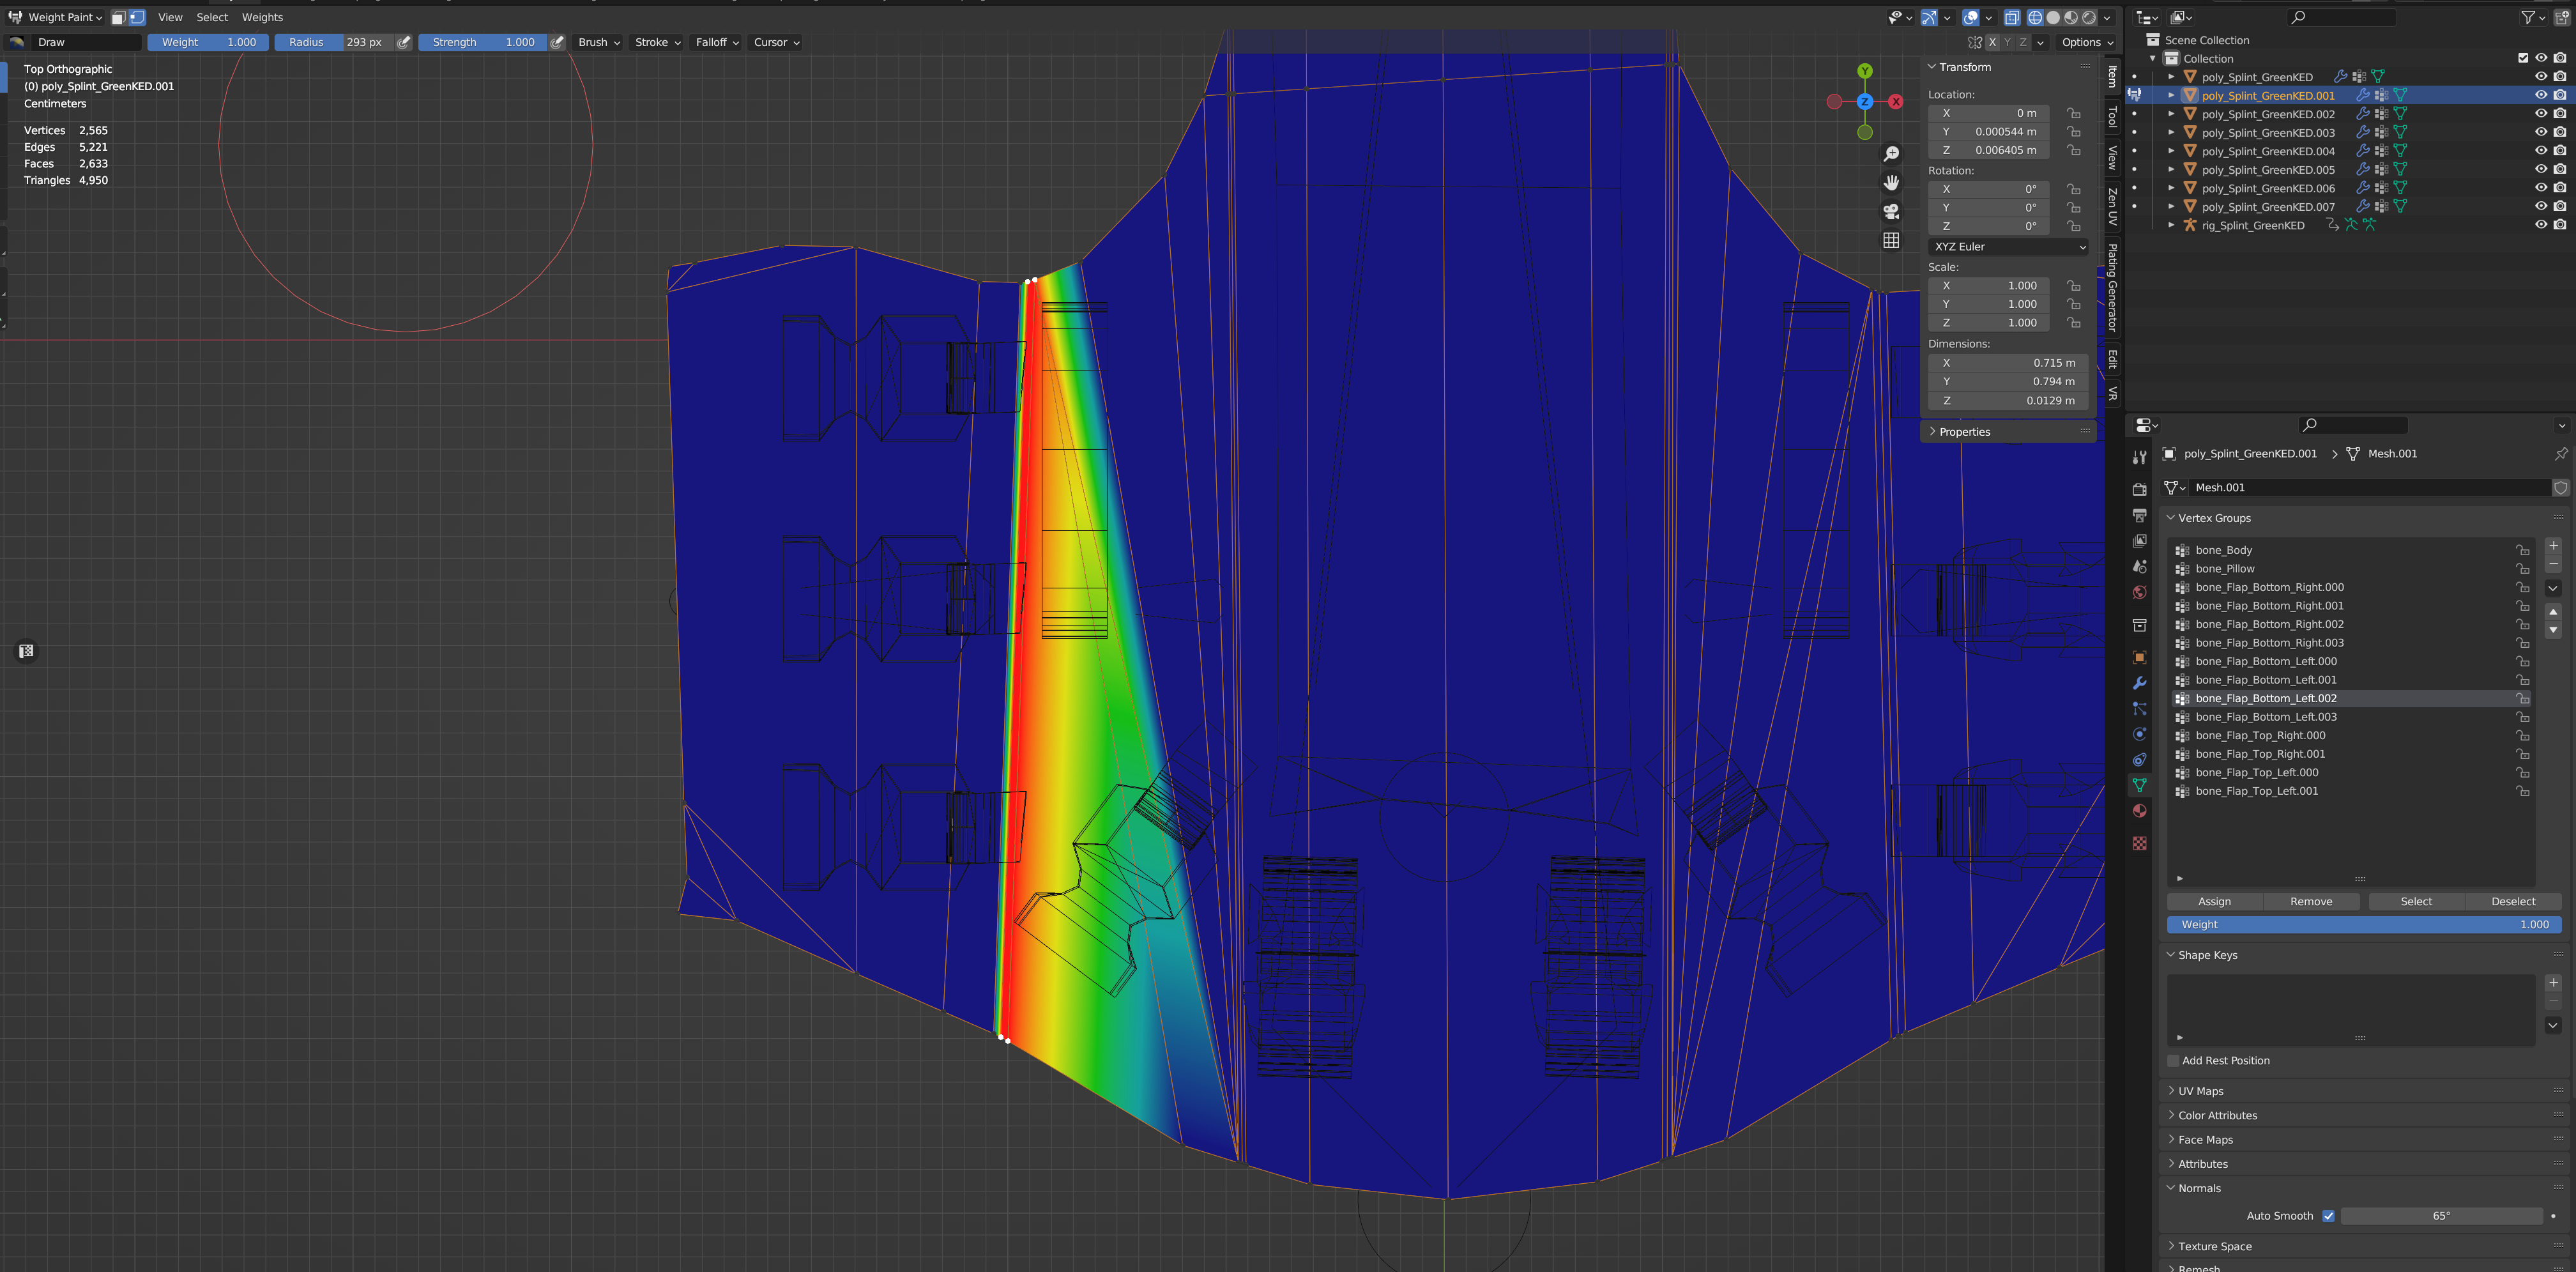 Weight Paint View Select Weights
Draw Weight 1.000 Radius 293 px Strength 1.000 Brush Stroke Falloff Cursor X Y Z Options
Top Orthographic
(0) poly_Splint_GreenKED.001
Centimeters
Vertices 2,565
Edges 5,221
Faces 2,633
Triangles 4,950
Y
Z
X
Transform
Location:
X 0 m
Y 0.000544 m
Z 0.006405 m
Rotation:
X 0°
Y 0°
Z 0°
XYZ Euler
Scale:
X 1.000
Y 1.000
Z 1.000
Dimensions:
X 0.715 m
Y 0.794 m
Z 0.0129 m
Properties
Item
Tool
View
Zen UV
Plating Generator
Edit
VR
Scene Collection
Collection
poly_Splint_GreenKED
poly_Splint_GreenKED.001
poly_Splint_GreenKED.002
poly_Splint_GreenKED.003
poly_Splint_GreenKED.004
poly_Splint_GreenKED.005
poly_Splint_GreenKED.006
poly_Splint_GreenKED.007
rig_Splint_GreenKED
poly_Splint_GreenKED.001 Mesh.001
Mesh.001
Vertex Groups
bone_Body
bone_Pillow
bone_Flap_Bottom_Right.000
bone_Flap_Bottom_Right.001
bone_Flap_Bottom_Right.002
bone_Flap_Bottom_Right.003
bone_Flap_Bottom_Left.000
bone_Flap_Bottom_Left.001
bone_Flap_Bottom_Left.002
bone_Flap_Bottom_Left.003
bone_Flap_Top_Right.000
bone_Flap_Top_Right.001
bone_Flap_Top_Left.000
bone_Flap_Top_Left.001
Assign Remove Select Deselect
Weight 1.000
Shape Keys
Add Rest Position
UV Maps
Color Attributes
Face Maps
Attributes
Normals
Auto Smooth 65°
Texture Space
Remesh